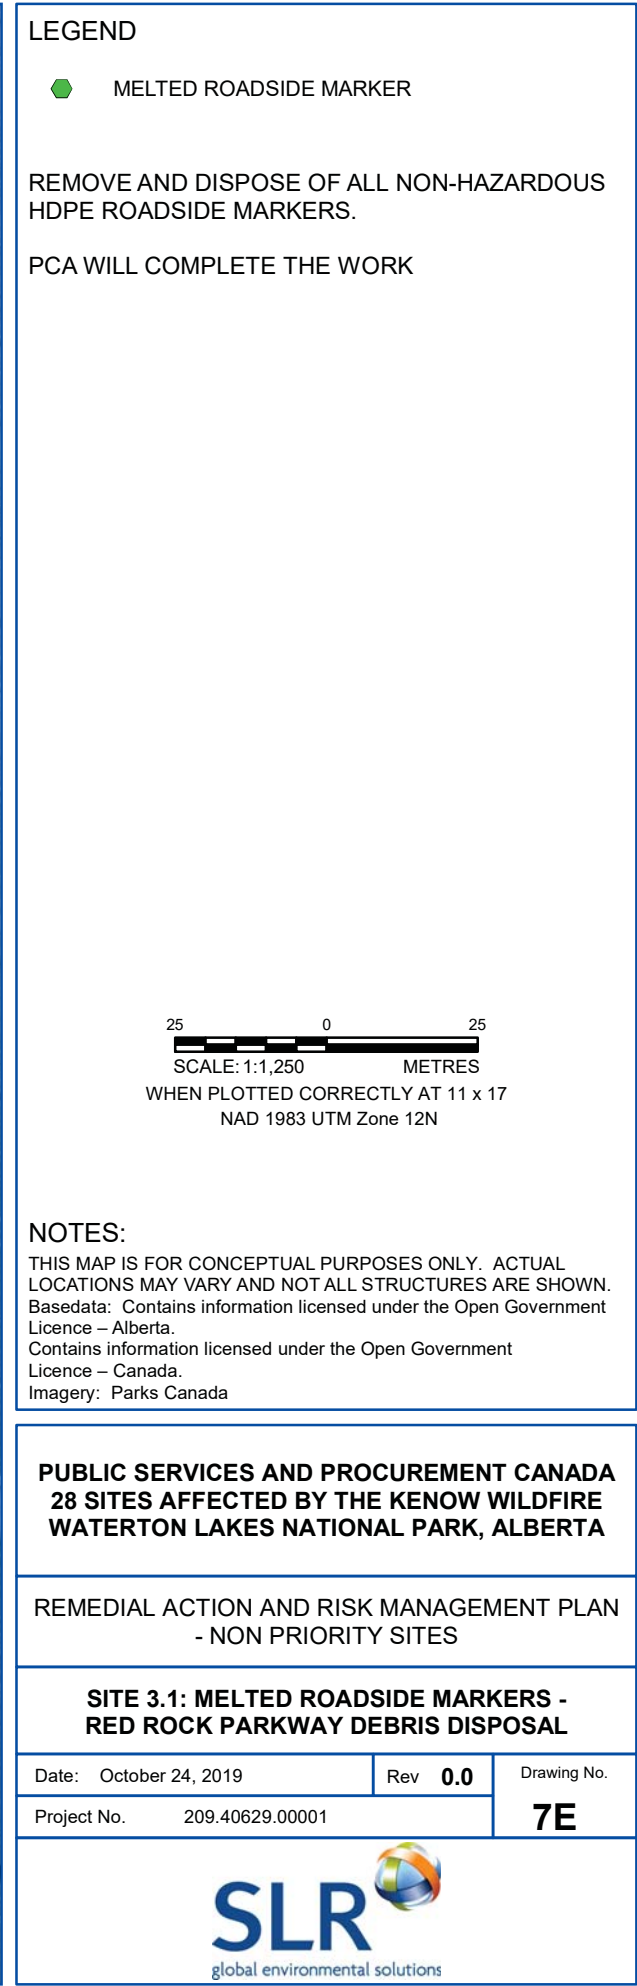 LEGEND
MELTED ROADSIDE MARKER
REMOVE AND DISPOSE OF ALL NON-HAZARDOUS
HDPE ROADSIDE MARKERS.
PCA WILL COMPLETE THE WORK
25 0 25
SCALE: 1:1,250 METRES
WHEN PLOTTED CORRECTLY AT 11 x 17
NAD 1983 UTM Zone 12N
NOTES:
THIS MAP IS FOR CONCEPTUAL PURPOSES ONLY. ACTUAL
LOCATIONS MAY VARY AND NOT ALL STRUCTURES ARE SHOWN.
Basedata: Contains information licensed under the Open Government
Licence – Alberta.
Contains information licensed under the Open Government
Licence – Canada.
Imagery: Parks Canada
PUBLIC SERVICES AND PROCUREMENT CANADA
28 SITES AFFECTED BY THE KENOW WILDFIRE
WATERTON LAKES NATIONAL PARK, ALBERTA
REMEDIAL ACTION AND RISK MANAGEMENT PLAN
- NON PRIORITY SITES
SITE 3.1: MELTED ROADSIDE MARKERS -
RED ROCK PARKWAY DEBRIS DISPOSAL
Date: October 24, 2019 Rev 0.0 Drawing No.
Project No. 209.40629.00001 7E
SLR
global environmental solutions